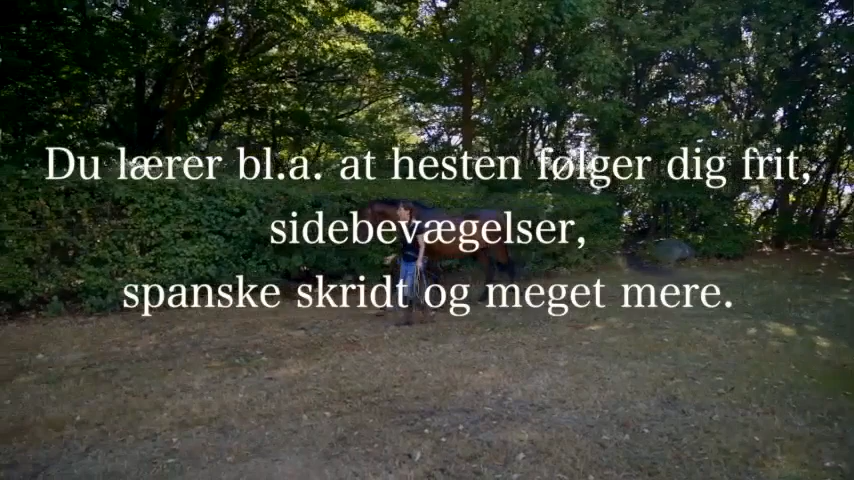 Du lærer bl.a. at hesten følger dig frit,
sidebevægelser,
spanske skridt og meget mere.